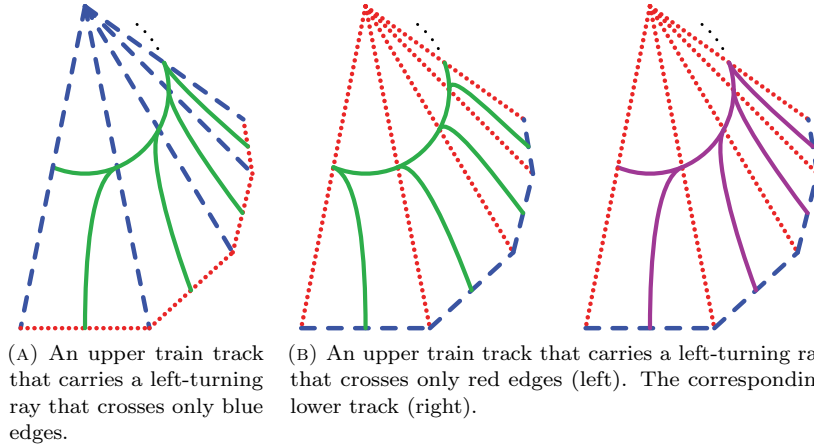 (A) An upper train track
that carries a left-turning
ray that crosses only blue
edges.
(B) An upper train track that carries a left-turning ra
that crosses only red edges (left). The correspondin
lower track (right).